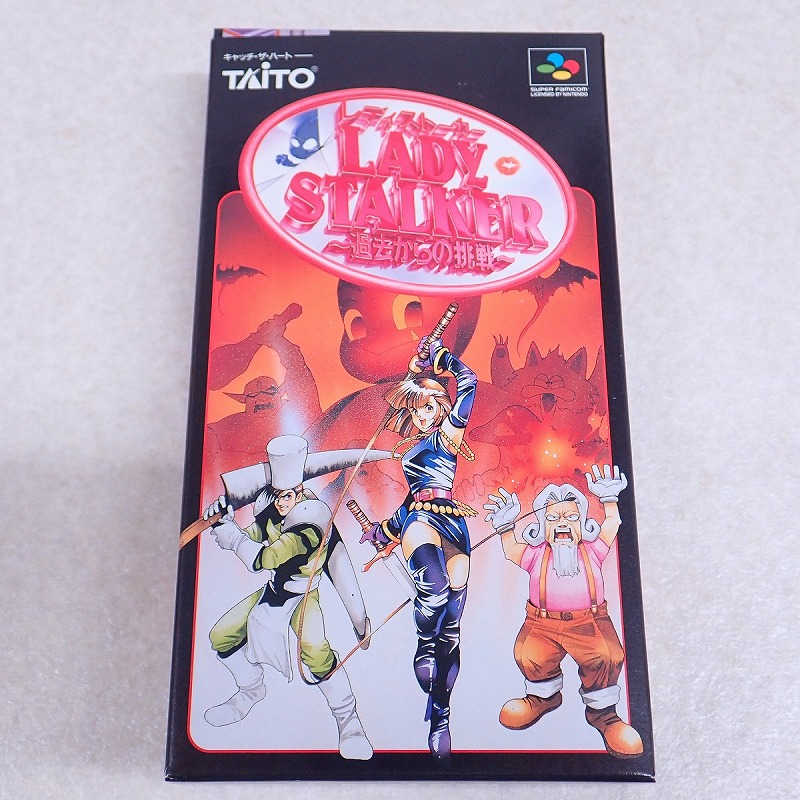 キャッチ・ザ・ハート
TAITO®
SUPER FAMICOM
LICENSED BY NINTENDO
レディストーカー
LADY
STALKER
～過去からの挑戦～